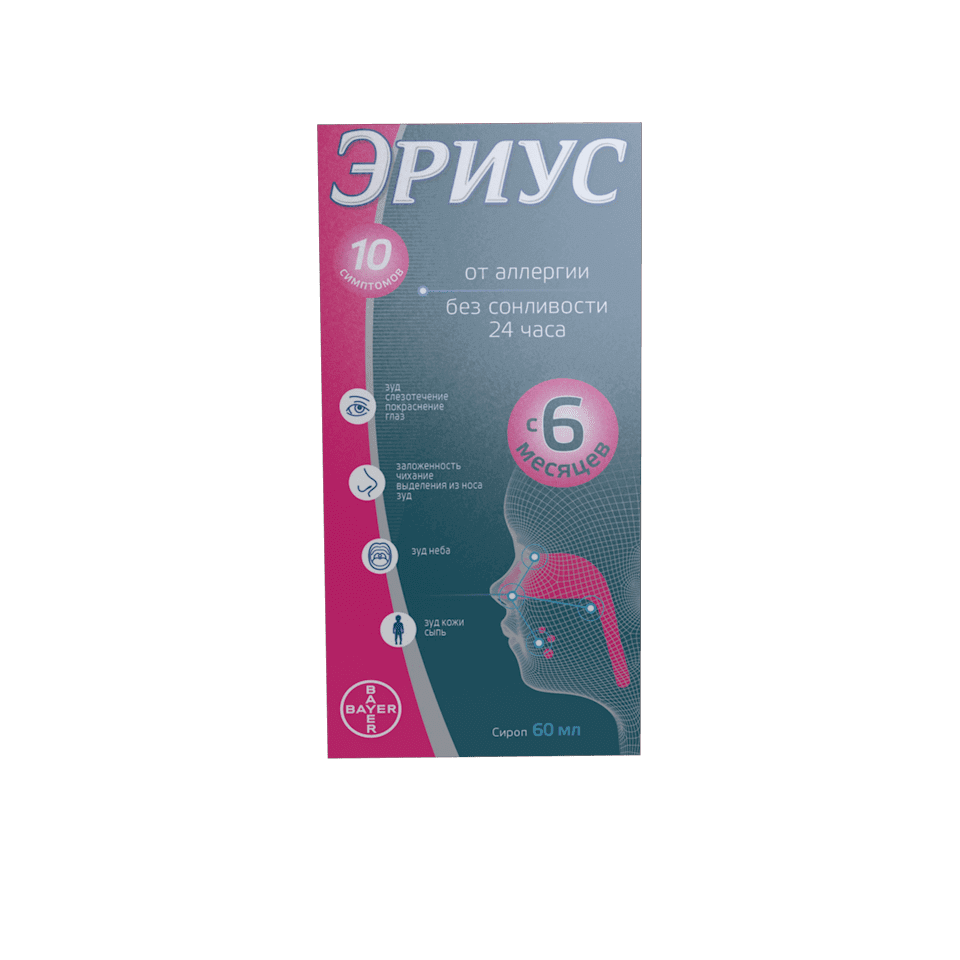 ЭРИУС
10
симптомов
от аллергии
без сонливости
24 часа
зуд
слезотечение
покраснение
глаз
с 6
месяцев
заложенность
чихание
выделения из носа
зуд
зуд неба
зуд кожи
сыпь
BAYER
BAYER
Сироп 60 мл